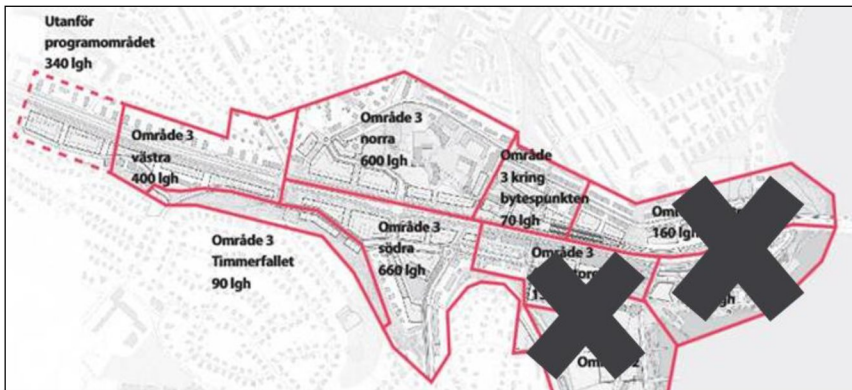 Utanför
programområdet
340 lgh
Område 3
västra
400 lgh
Område 3
norra
600 lgh
Område
3 kring
bytespunkten
70 lgh
160 lgh
Område 3
Timmerfallet
90 lgh
Område 3
södra
660 lgh
Område 3
lgh